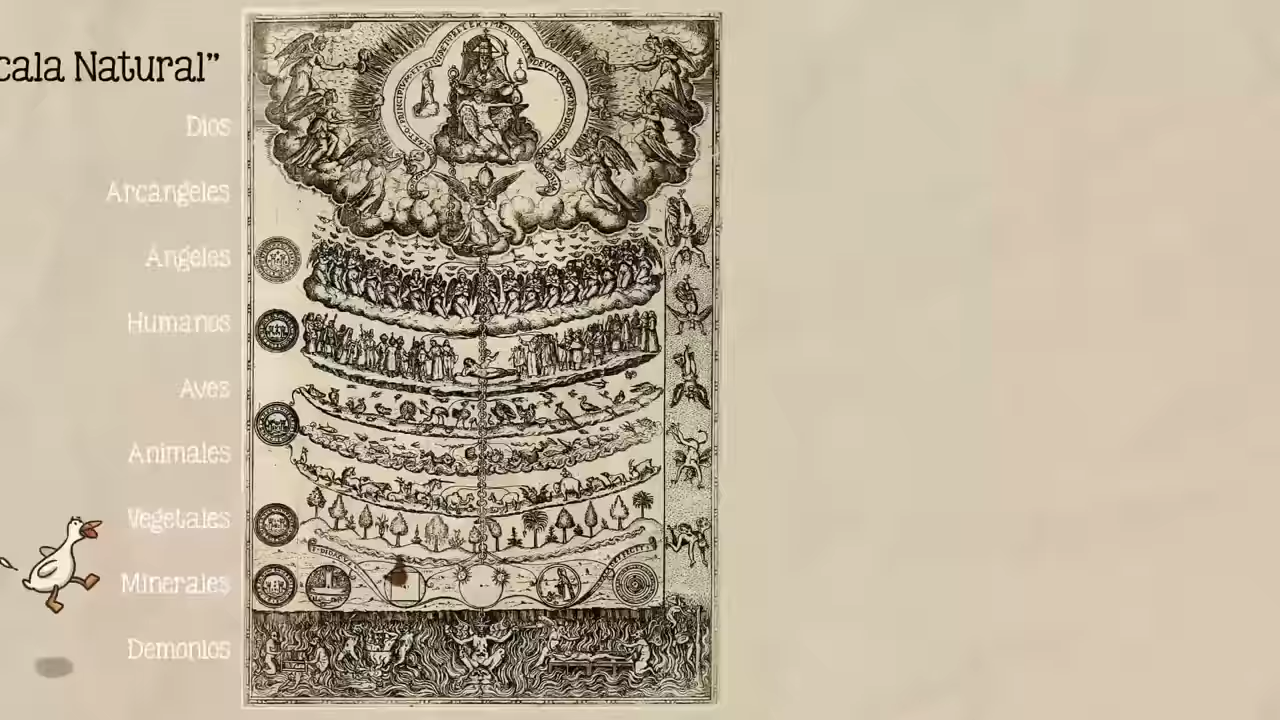 cala Natural”
Dios
Arcángeles
Ángeles
Humanos
Aves
Animales
Vegetales
Minerales
Demonios